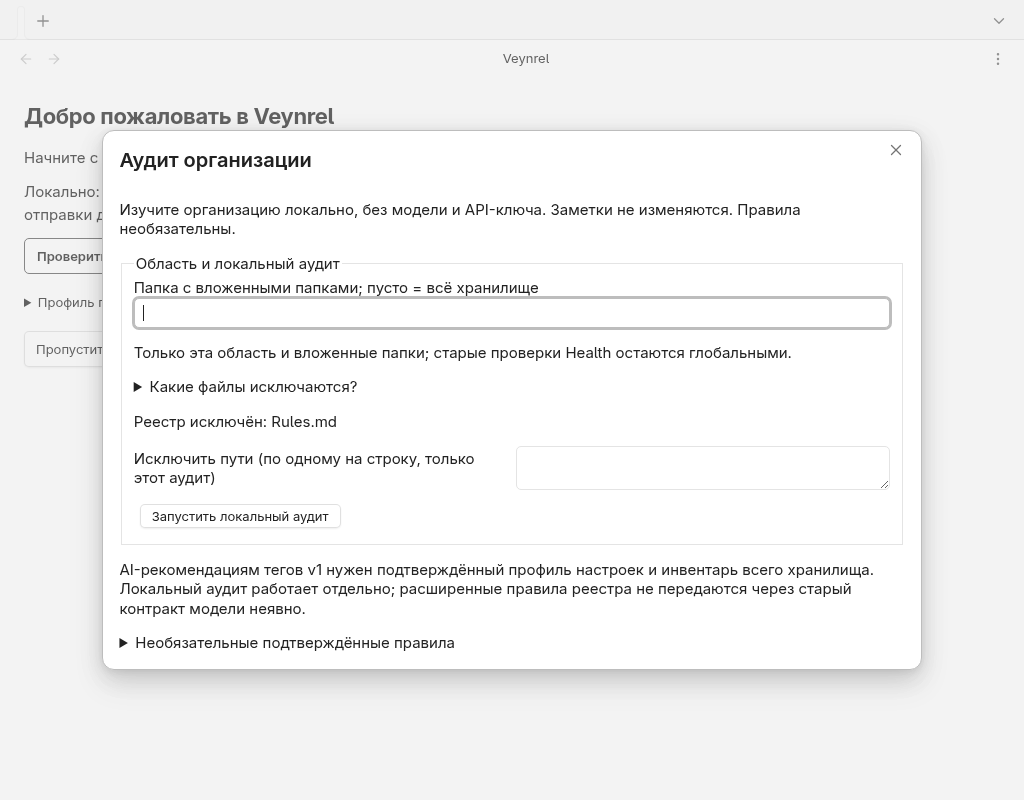 Veynrel
Добро пожаловать в Veynrel
Начните с
Локально:
отправки д
Проверить
Профиль п
Пропустит
Аудит организации
Изучите организацию локально, без модели и API-ключа. Заметки не изменяются. Правила
необязательны.
Область и локальный аудит
Папка с вложенными папками; пусто = всё хранилище
Только эта область и вложенные папки; старые проверки Health остаются глобальными.
Какие файлы исключаются?
Реестр исключён: Rules.md
Исключить пути (по одному на строку, только
этот аудит)
Запустить локальный аудит
AI-рекомендациям тегов v1 нужен подтверждённый профиль настроек и инвентарь всего хранилища.
Локальный аудит работает отдельно; расширенные правила реестра не передаются через старый
контракт модели неявно.
Необязательные подтверждённые правила